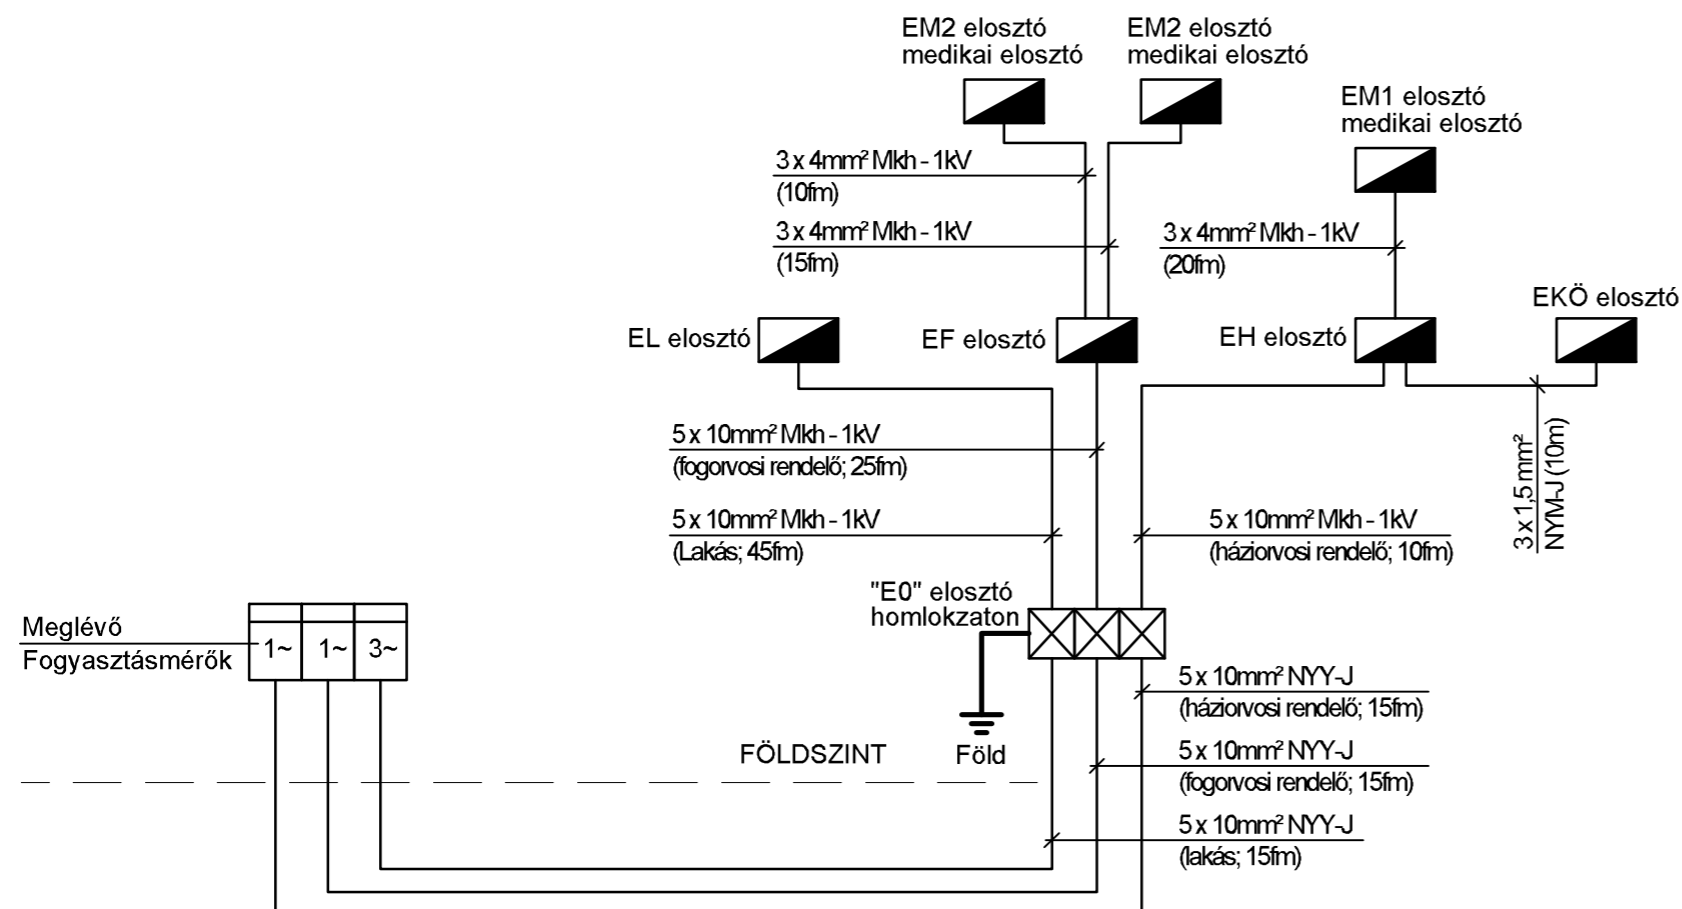 EM2 elosztó
medikai elosztó
EM2 elosztó
medikai elosztó
EM1 elosztó
medikai elosztó
3 x 4mm² Mkh - 1kV
(10fm)
3 x 4mm² Mkh - 1kV
(15fm)
3 x 4mm² Mkh - 1kV
(20fm)
EKÖ elosztó
EL elosztó
EF elosztó
EH elosztó
5 x 10mm² Mkh - 1kV
(fogorvosi rendelő; 25fm)
3 x 1,5 mm²
NYM-J (10m)
5 x 10mm² Mkh - 1kV
(Lakás; 45fm)
5 x 10mm² Mkh - 1kV
(háziorvosi rendelő; 10fm)
"E0" elosztó
homlokzaton
Meglévő
Fogyasztásmérők
1~
1~
3~
5 x 10mm² NYY-J
(háziorvosi rendelő; 15fm)
FÖLDSZINT
Föld
5 x 10mm² NYY-J
(fogorvosi rendelő; 15fm)
5 x 10mm² NYY-J
(lakás; 15fm)